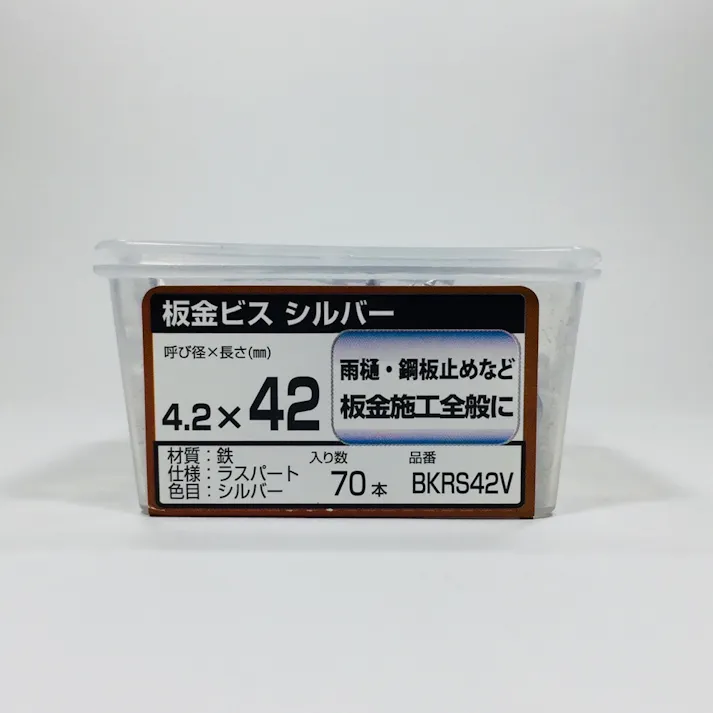 板金ビス シルバー
呼び径×長さ(㎜)
4.2×42
雨樋・鋼板止めなど
板金施工全般に
材質：鉄
仕様：ラスパート
色目：シルバー
入り数
70本
品番
BKRS42V